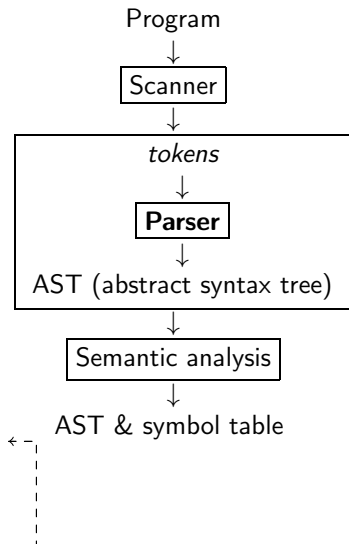 Program
Scanner
tokens
Parser
AST (abstract syntax tree)
Semantic analysis
AST & symbol table